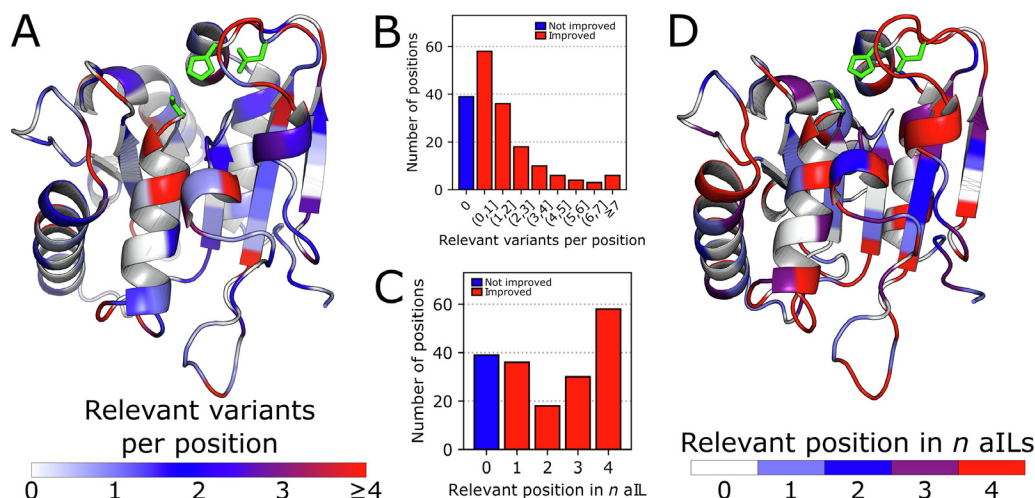 A
Relevant variants
per position
0 1 2 3 ≥4
B
Not improved
Improved
Number of positions
60
40
20
0
0 (0,1] (1,2] (2,3] (3,4] (4,5] (5,6] (6,7] ≥7
Relevant variants per position
C
Not improved
Improved
Number of positions
60
40
20
0
0 1 2 3 4
Relevant position in n aIL
D
Relevant position in n aILs
0 1 2 3 4